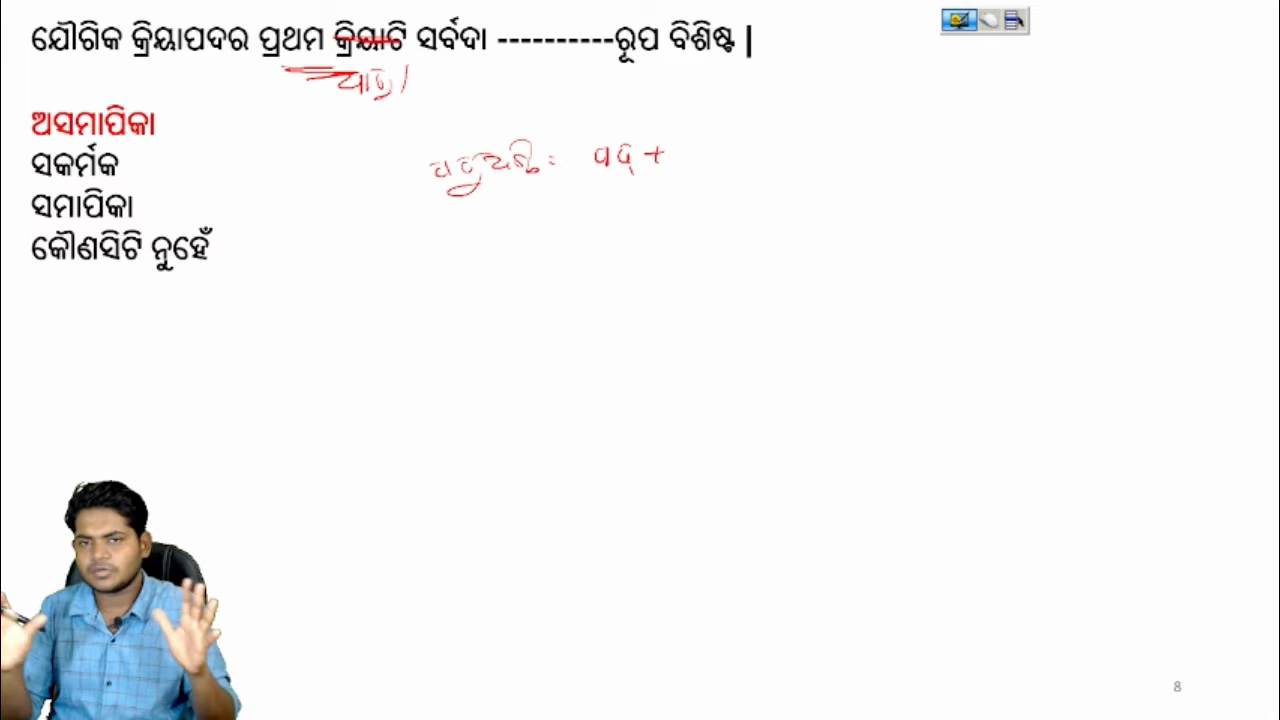 ଯୌଗିକ କ୍ରିୟାପଦର ପ୍ରଥମ କ୍ରିୟାଟି ସର୍ବଦା ----------ରୂପ ବିଶିଷ୍ଟ |
ଅସମାପିକା
ସକର୍ମକ
ସମାପିକା
କୌଣସିଟି ନୁହେଁ
8